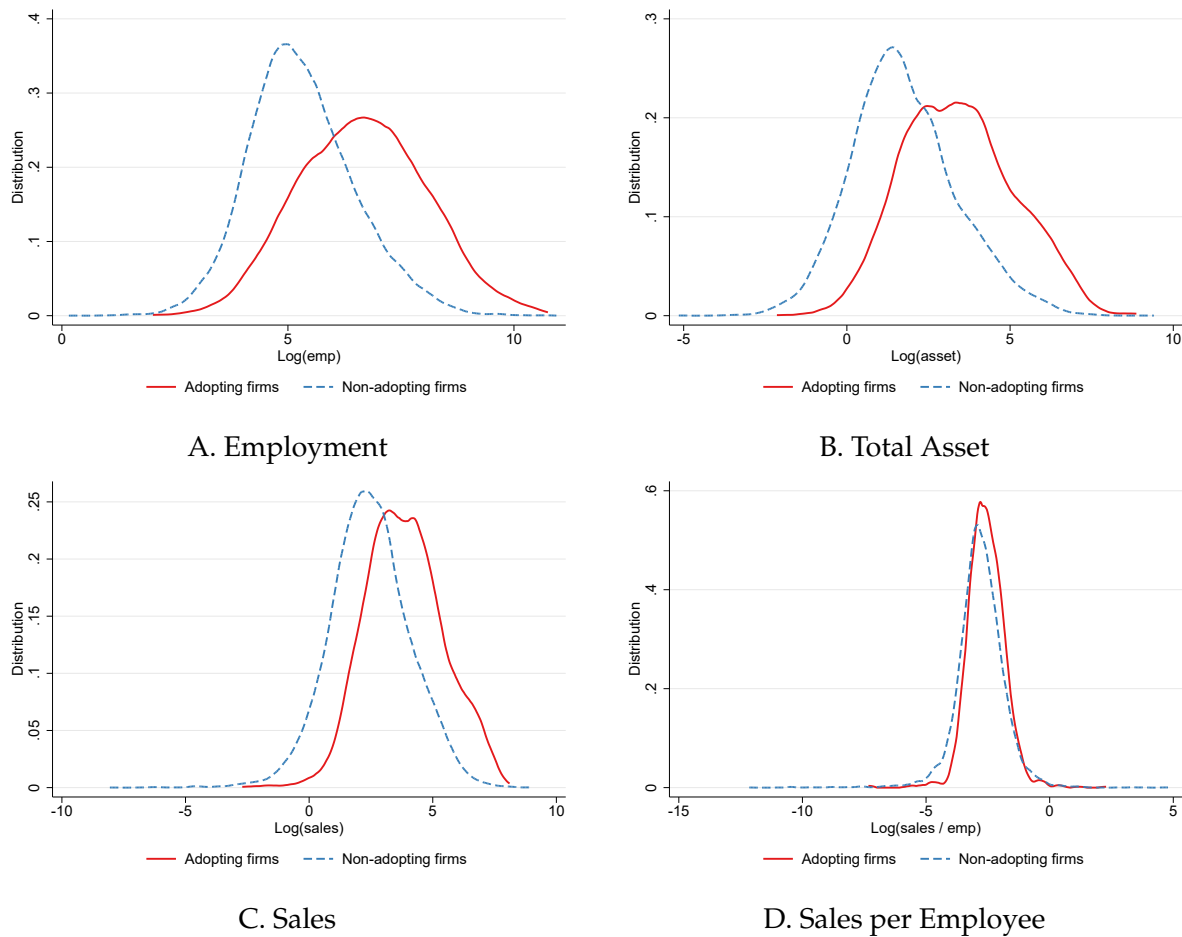 .4
.3
.2
.1
0
Distribution
0 5 10
Log(emp)
Adopting firms Non-adopting firms
A. Employment
.3
.2
.1
0
Distribution
-5 0 5 10
Log(asset)
Adopting firms Non-adopting firms
B. Total Asset
.25
.2
.15
.1
.05
0
Distribution
-10 -5 0 5 10
Log(sales)
Adopting firms Non-adopting firms
C. Sales
.6
.4
.2
0
Distribution
-15 -10 -5 0 5
Log(sales / emp)
Adopting firms Non-adopting firms
D. Sales per Employee